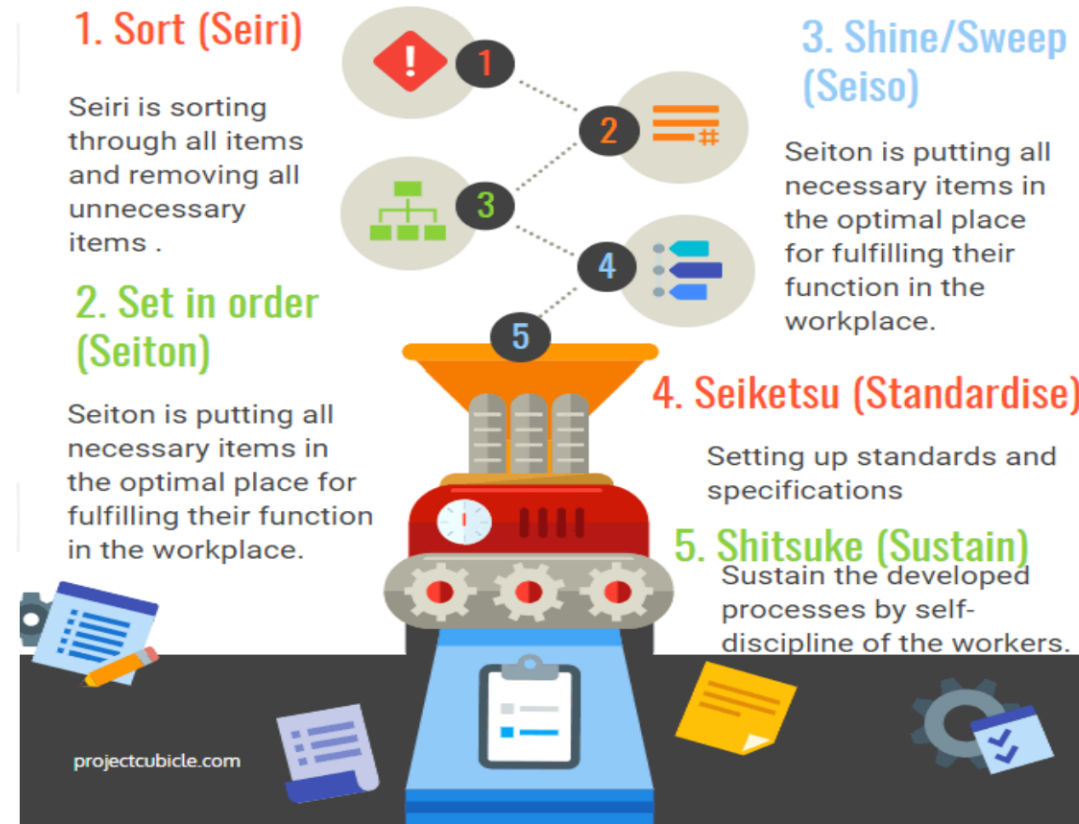 1. Sort (Seiri)
Seiri is sorting
through all items
and removing all
unnecessary
items .
2. Set in order
(Seiton)
Seiton is putting all
necessary items in
the optimal place for
fulfilling their function
in the workplace.
1
2
#
3
4
5
3. Shine/Sweep
(Seiso)
Seiton is putting all
necessary items in
the optimal place
for fulfilling their
function in the
workplace.
4. Seiketsu (Standardise)
Setting up standards and
specifications
5. Shitsuke (Sustain)
Sustain the developed
processes by self-
discipline of the workers.
projectcubicle.com